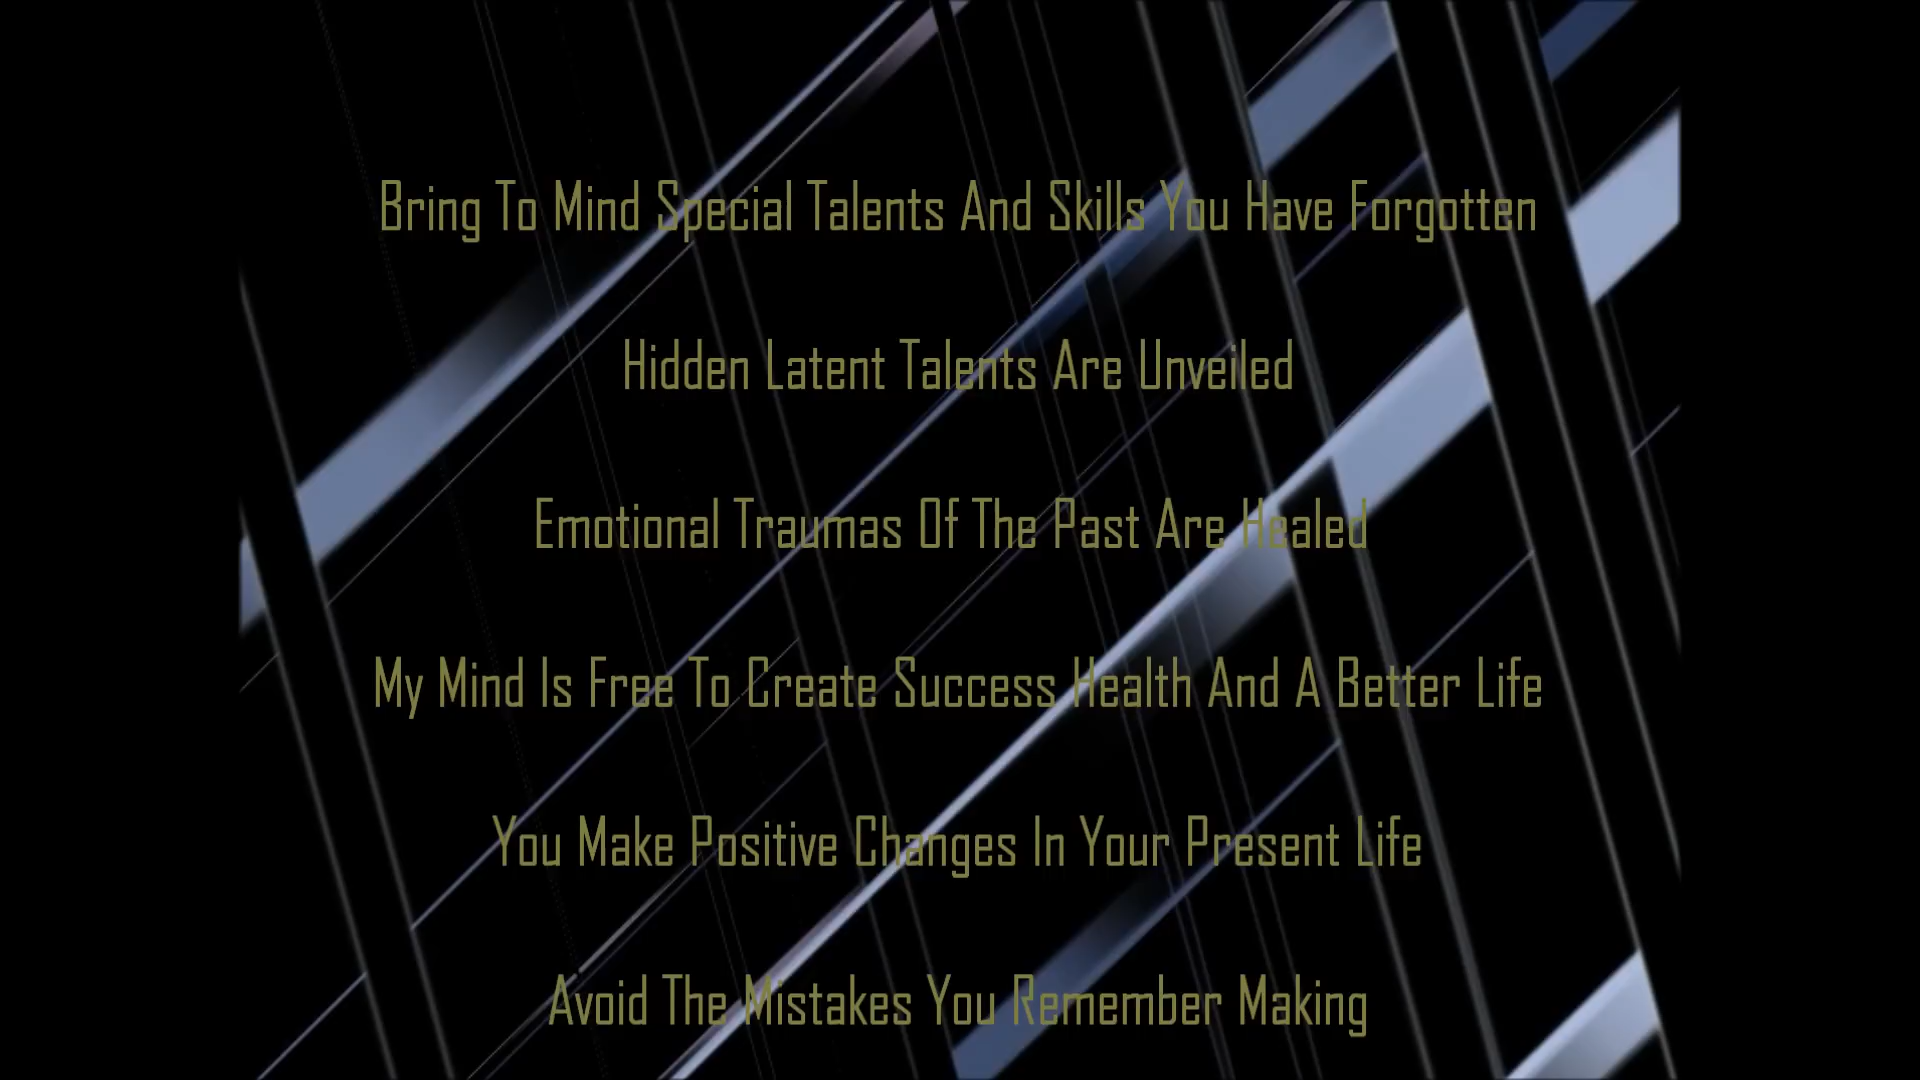 Bring To Mind Special Talents And Skills You Have Forgotten
Hidden Latent Talents Are Unveiled
Emotional Traumas Of The Past Are Healed
My Mind Is Free To Create Success Health And A Better Life
You Make Positive Changes In Your Present Life
Avoid The Mistakes You Remember Making